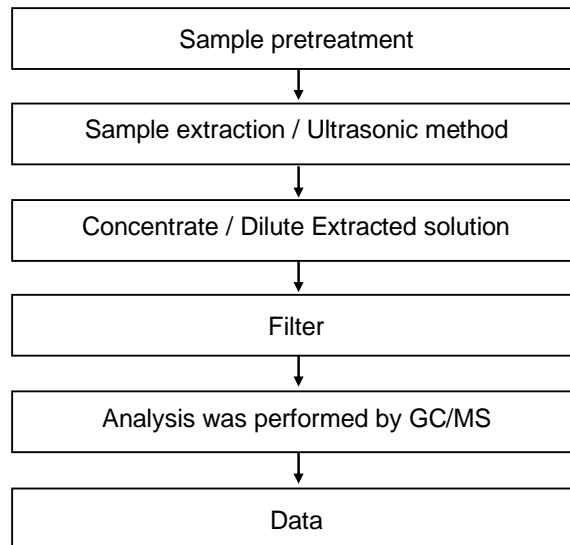 Sample pretreatment
Sample extraction / Ultrasonic method
Concentrate / Dilute Extracted solution
Filter
Analysis was performed by GC/MS
Data